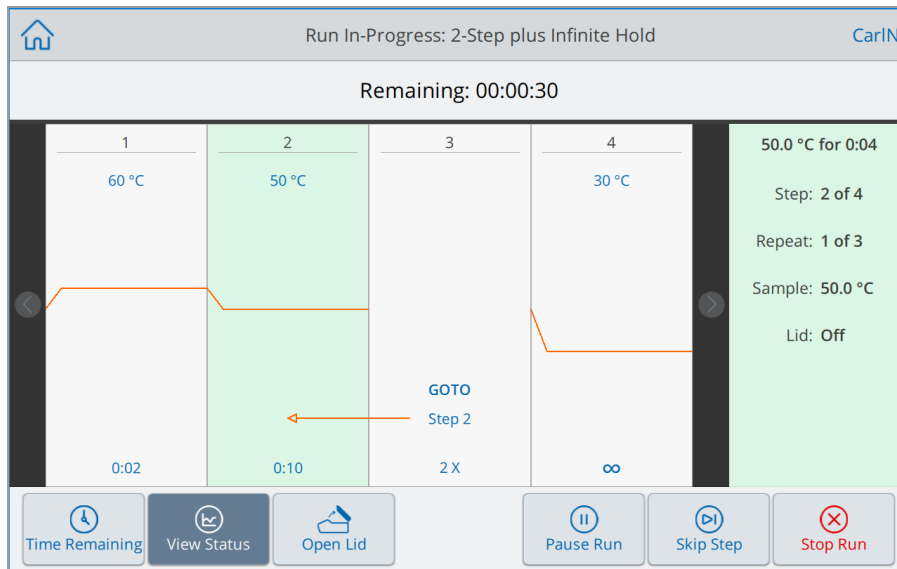 Run In-Progress: 2-Step plus Infinite Hold
CarlN
Remaining: 00:00:30
1 2 3 4
60 °C 50 °C 30 °C
GOTO
Step 2
0:02 0:10 2 X ∞
50.0 °C for 0:04
Step: 2 of 4
Repeat: 1 of 3
Sample: 50.0 °C
Lid: Off
Time Remaining View Status Open Lid Pause Run Skip Step Stop Run